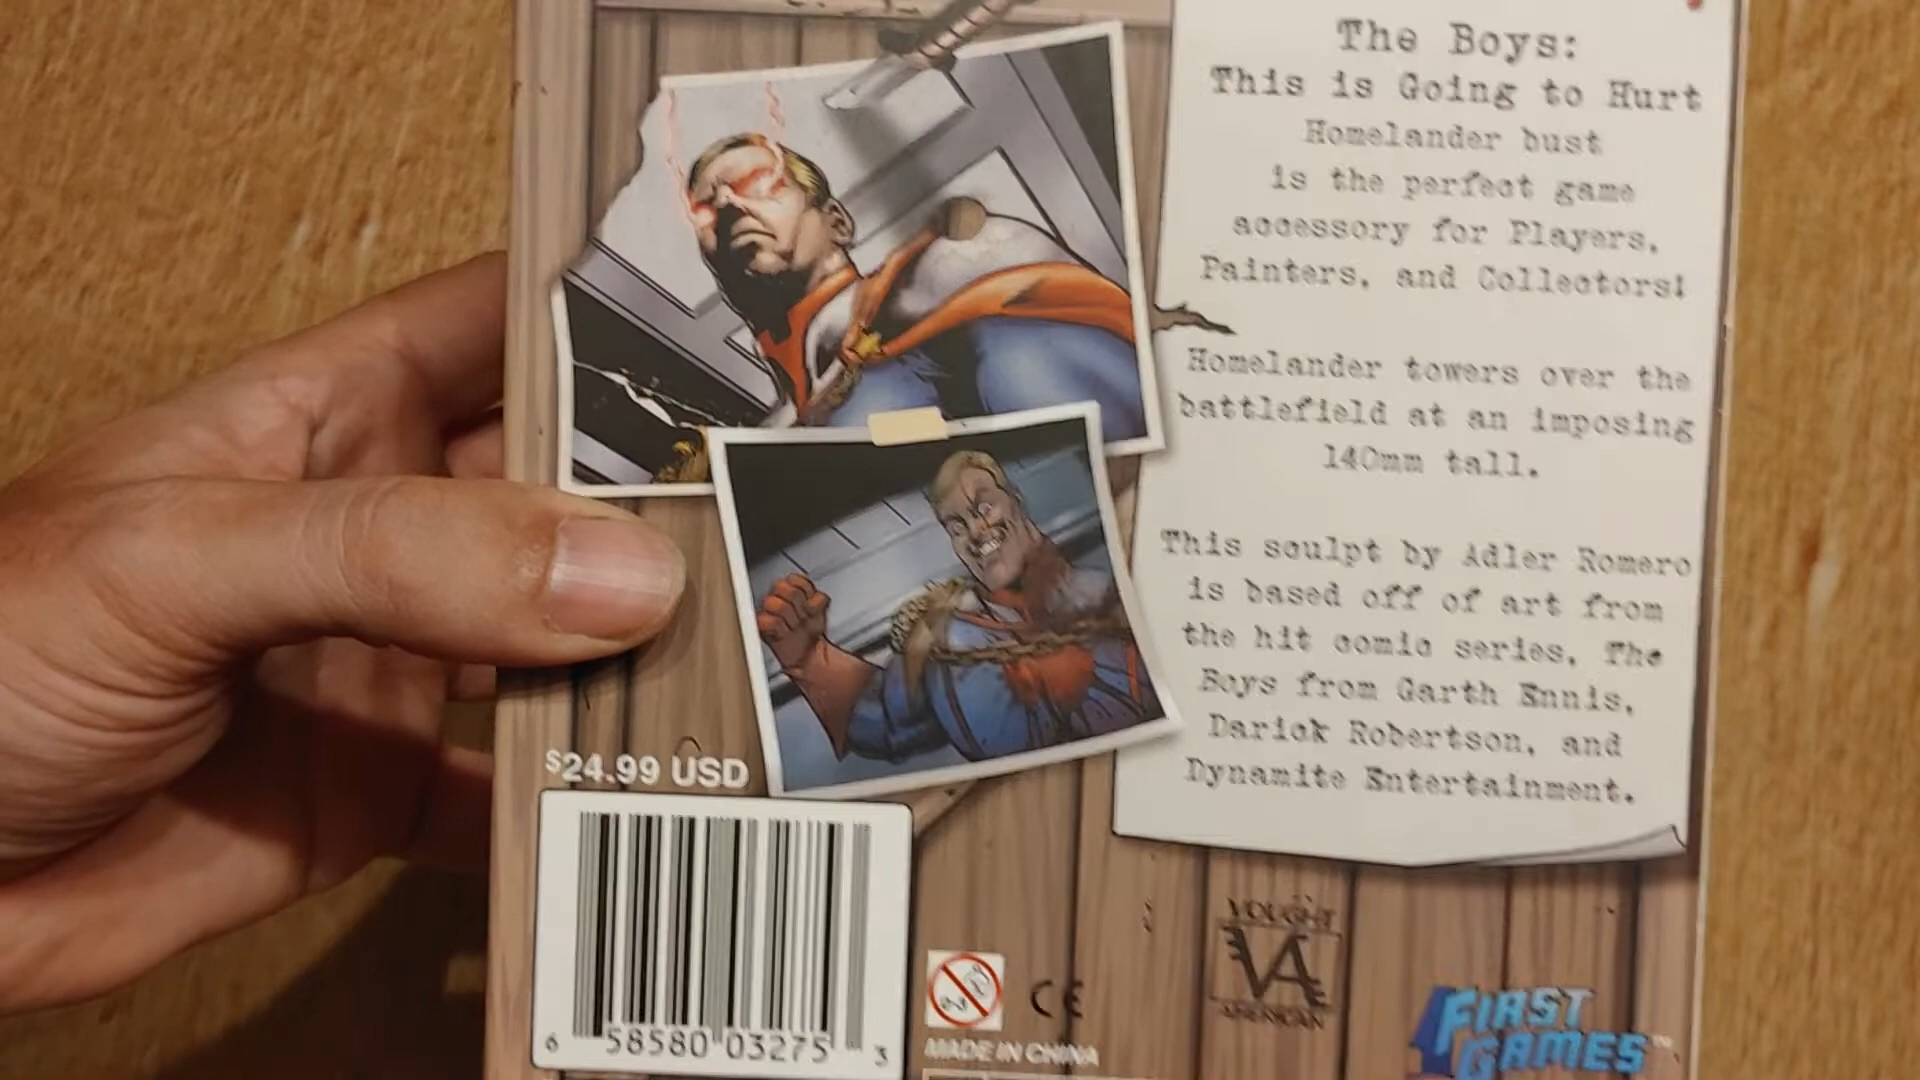 The Boys:
This is Going to Hurt
Homelander bust
is the perfect game
accessory for Players,
Painters, and Collectors!
Homelander towers over the
battlefield at an imposing
140mm tall.
This sculpt by Adler Romero
is based off of art from
the hit comic series, The
Boys from Garth Ennis,
Darick Robertson, and
Dynamite Entertainment.
$24.99 USD
6 58580 03275 3
0-3
CE
MADE IN CHINA
VOUGHT
VA
AMERICAN
FIRST
GAMES™